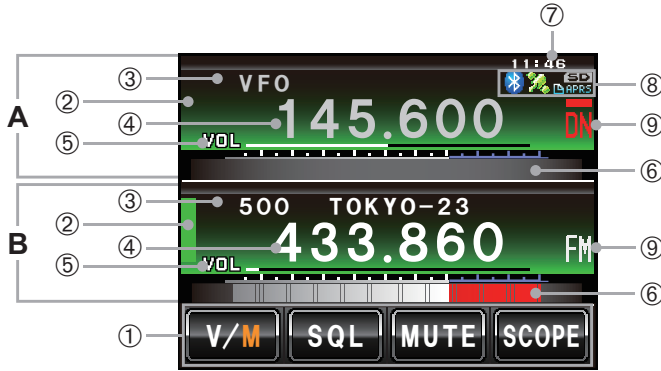 ⑦
11:46
③ VFO SD ⑧
② APRS
A ④ 145.600 DN ⑨
⑤ VOL
⑥
③ 500 TOKYO-23
②
B ④ 433.860 FM ⑨
⑤ VOL
⑥
① V/M SQL MUTE SCOPE